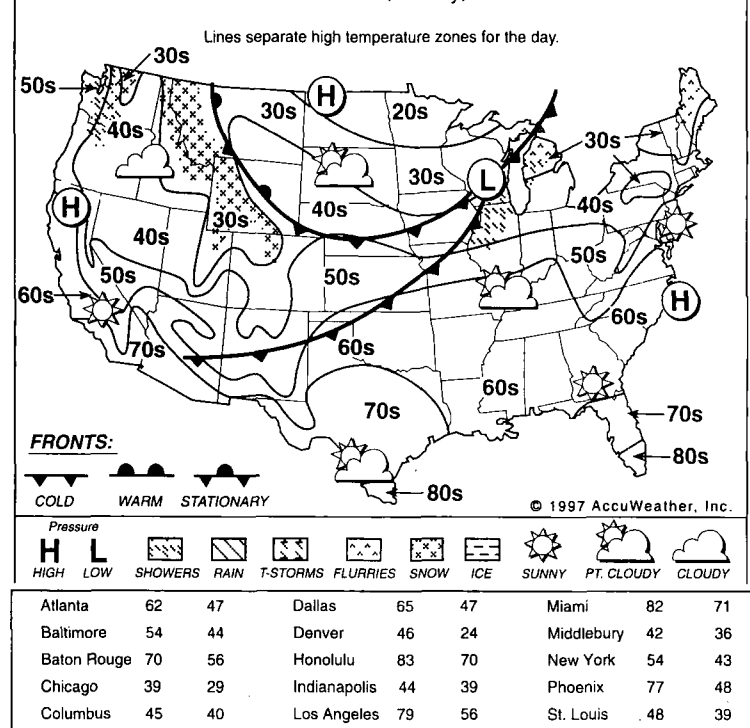 Lines separate high temperature zones for the day.
30s
50s
H
30s
20s
40s
30s
30s
L
40s
40s
H
30s
40s
50s
50s
50s
60s
H
60s
70s
60s
60s
70s
70s
80s
80s
FRONTS:
COLD WARM STATIONARY
© 1997 AccuWeather, Inc.
Pressure
H L
HIGH LOW SHOWERS RAIN T-STORMS FLURRIES SNOW ICE SUNNY PT. CLOUDY CLOUDY
Atlanta 62 47 Dallas 65 47 Miami 82 71
Baltimore 54 44 Denver 46 24 Middlebury 42 36
Baton Rouge 70 56 Honolulu 83 70 New York 54 43
Chicago 39 29 Indianapolis 44 39 Phoenix 77 48
Columbus 45 40 Los Angeles 79 56 St. Louis 48 39